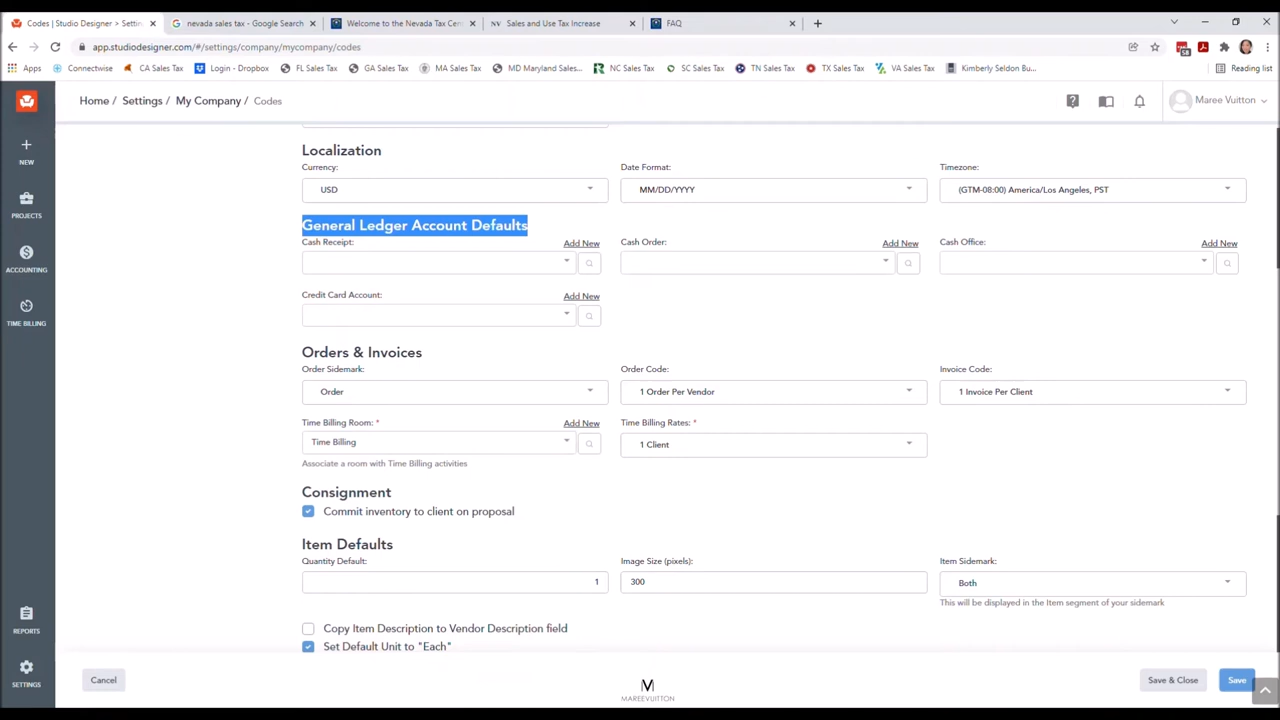 Codes | Studio Designer > Settin
nevada sales tax - Google Search
Welcome to the Nevada Tax Cent
NV Sales and Use Tax Increase
FAQ
app.studiodesigner.com/#/settings/company/mycompany/codes
58
Apps Connectwise CA Sales Tax Login - Dropbox FL Sales Tax GA Sales Tax MA Sales Tax MD Maryland Sales... NC Sales Tax SC Sales Tax TN Sales Tax TX Sales Tax VA Sales Tax Kimberly Seldon Bu... Reading list
Home / Settings / My Company / Codes
Maree Vuitton
NEW
PROJECTS
ACCOUNTING
TIME BILLING
REPORTS
SETTINGS
Localization
Currency: Date Format: Timezone:
USD MM/DD/YYYY (GTM-08:00) America/Los Angeles, PST
General Ledger Account Defaults
Cash Receipt: Add New Cash Order: Add New Cash Office: Add New
Credit Card Account: Add New
Orders & Invoices
Order Sidemark: Order Code: Invoice Code:
Order 1 Order Per Vendor 1 Invoice Per Client
Time Billing Room: * Add New Time Billing Rates: *
Time Billing 1 Client
Associate a room with Time Billing activities
Consignment
Commit inventory to client on proposal
Item Defaults
Quantity Default: Image Size (pixels): Item Sidemark:
1 300 Both
This will be displayed in the Item segment of your sidemark
Copy Item Description to Vendor Description field
Set Default Unit to "Each"
Cancel Save & Close Save
M
MAREEVUITTON